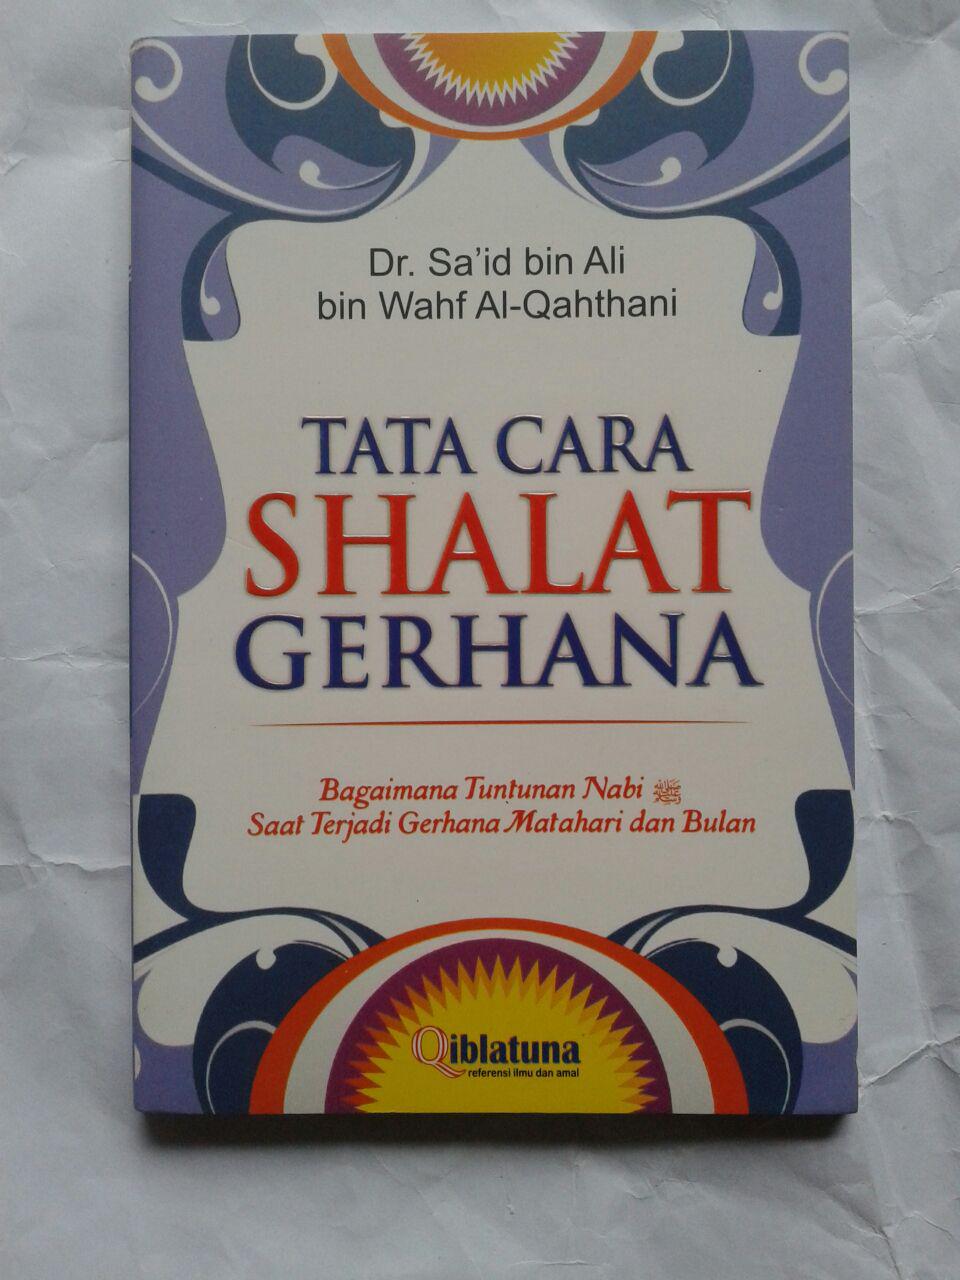 Dr. Sa'id bin Ali
bin Wahf Al-Qahthani
TATA CARA
SHALAT
GERHANA
Bagaimana Tuntunan Nabi ﷺ
Saat Terjadi Gerhana Matahari dan Bulan
Qiblatuna
referensi ilmu dan amal